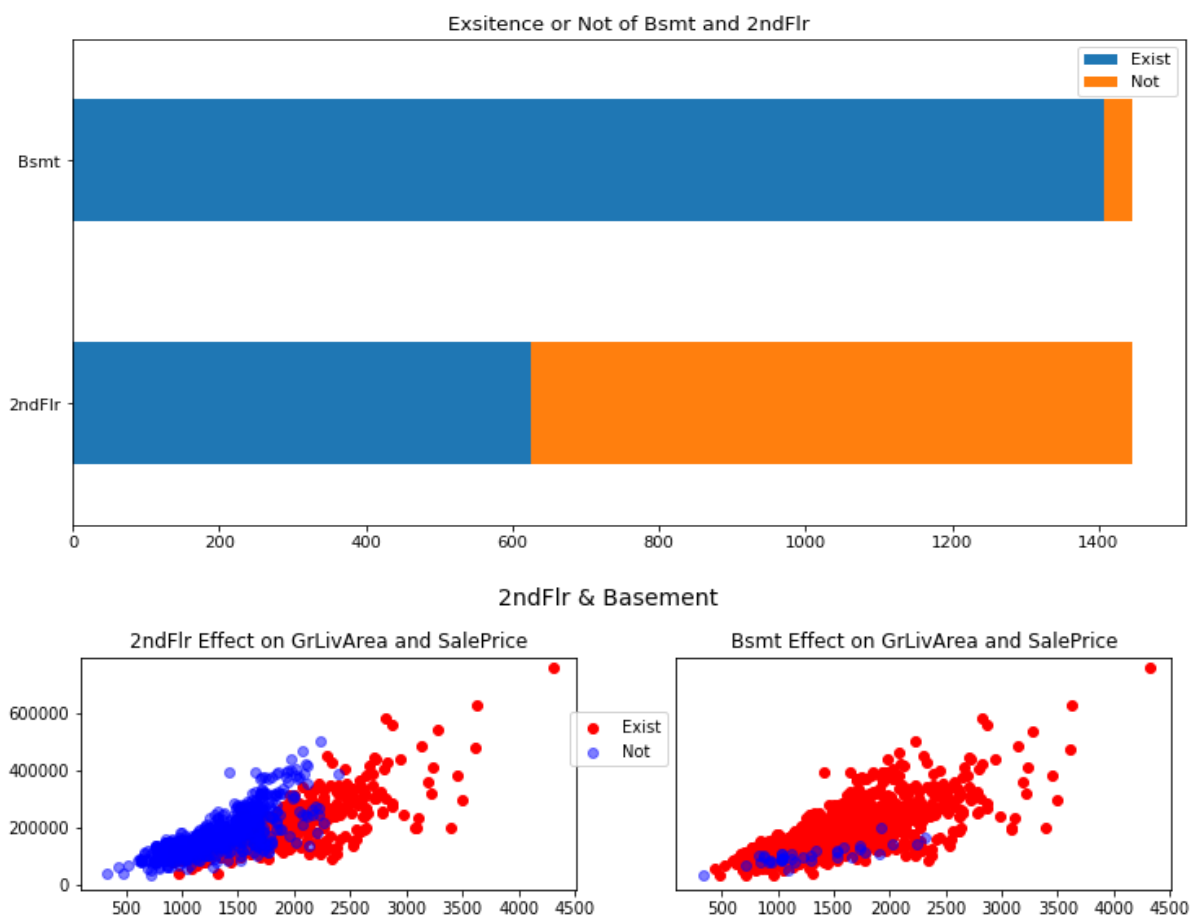 Exsitence or Not of Bsmt and 2ndFlr
Exist
Not
Bsmt
2ndFlr
0 200 400 600 800 1000 1200 1400
2ndFlr & Basement
2ndFlr Effect on GrLivArea and SalePrice
Bsmt Effect on GrLivArea and SalePrice
600000
400000
200000
0
Exist
Not
500 1000 1500 2000 2500 3000 3500 4000 4500
500 1000 1500 2000 2500 3000 3500 4000 4500